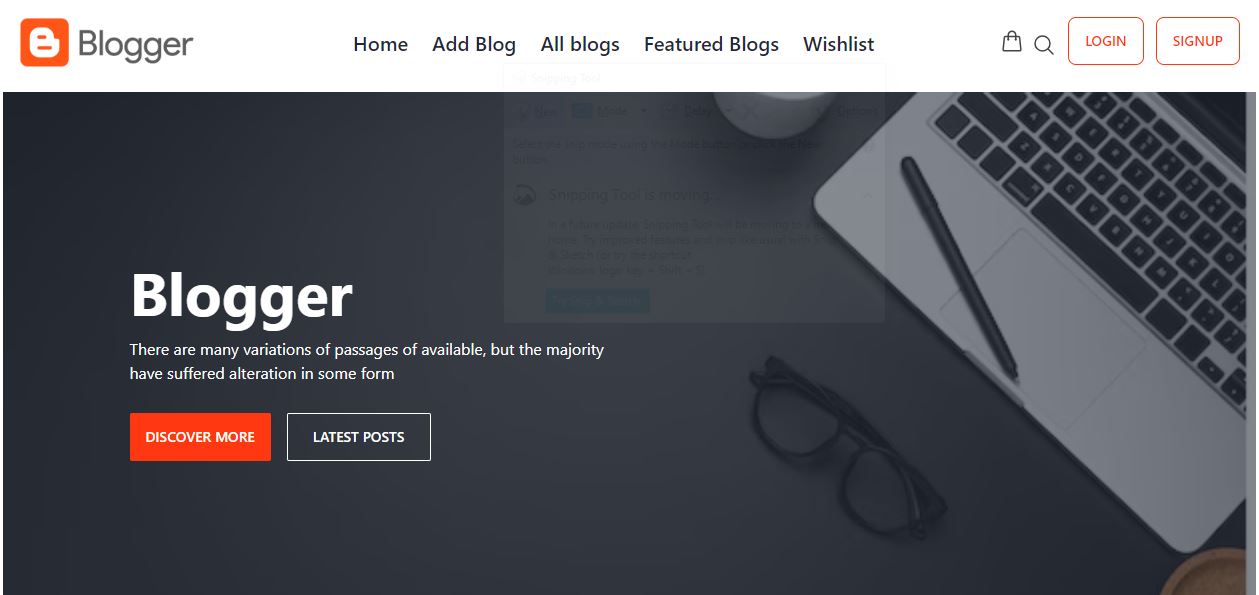 Blogger
Home Add Blog All blogs Featured Blogs Wishlist
LOGIN SIGNUP
Snipping Tool
New Mode Delay Options
Select the snip mode using the Mode button or click the New
button.
Snipping Tool is moving...
In a future update, Snipping Tool will be moving to a new
home. Try improved features and snip like usual with Snip
& Sketch (or try the shortcut
Windows logo key + Shift + S).
Try Snip & Sketch
Blogger
There are many variations of passages of available, but the majority
have suffered alteration in some form
DISCOVER MORE LATEST POSTS